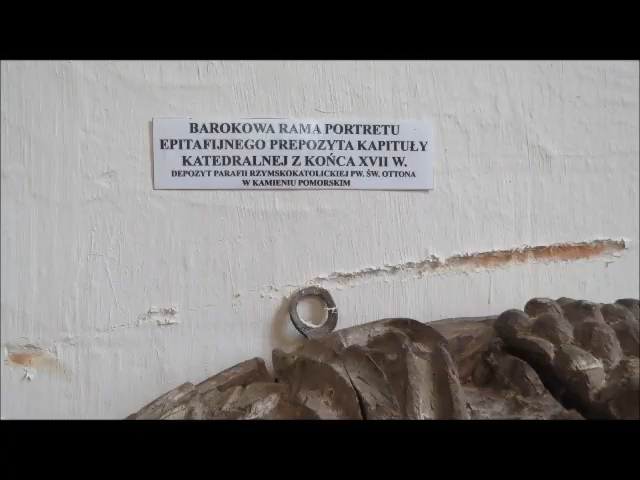 BAROKOWA RAMA PORTRETU
EPITAFIJNEGO PREPOZYTA KAPITUŁY
KATEDRALNEJ Z KOŃCA XVII W.
DEPOZYT PARAFII RZYMSKOKATOLICKIEJ PW. ŚW. OTTONA
W KAMIENIU POMORSKIM